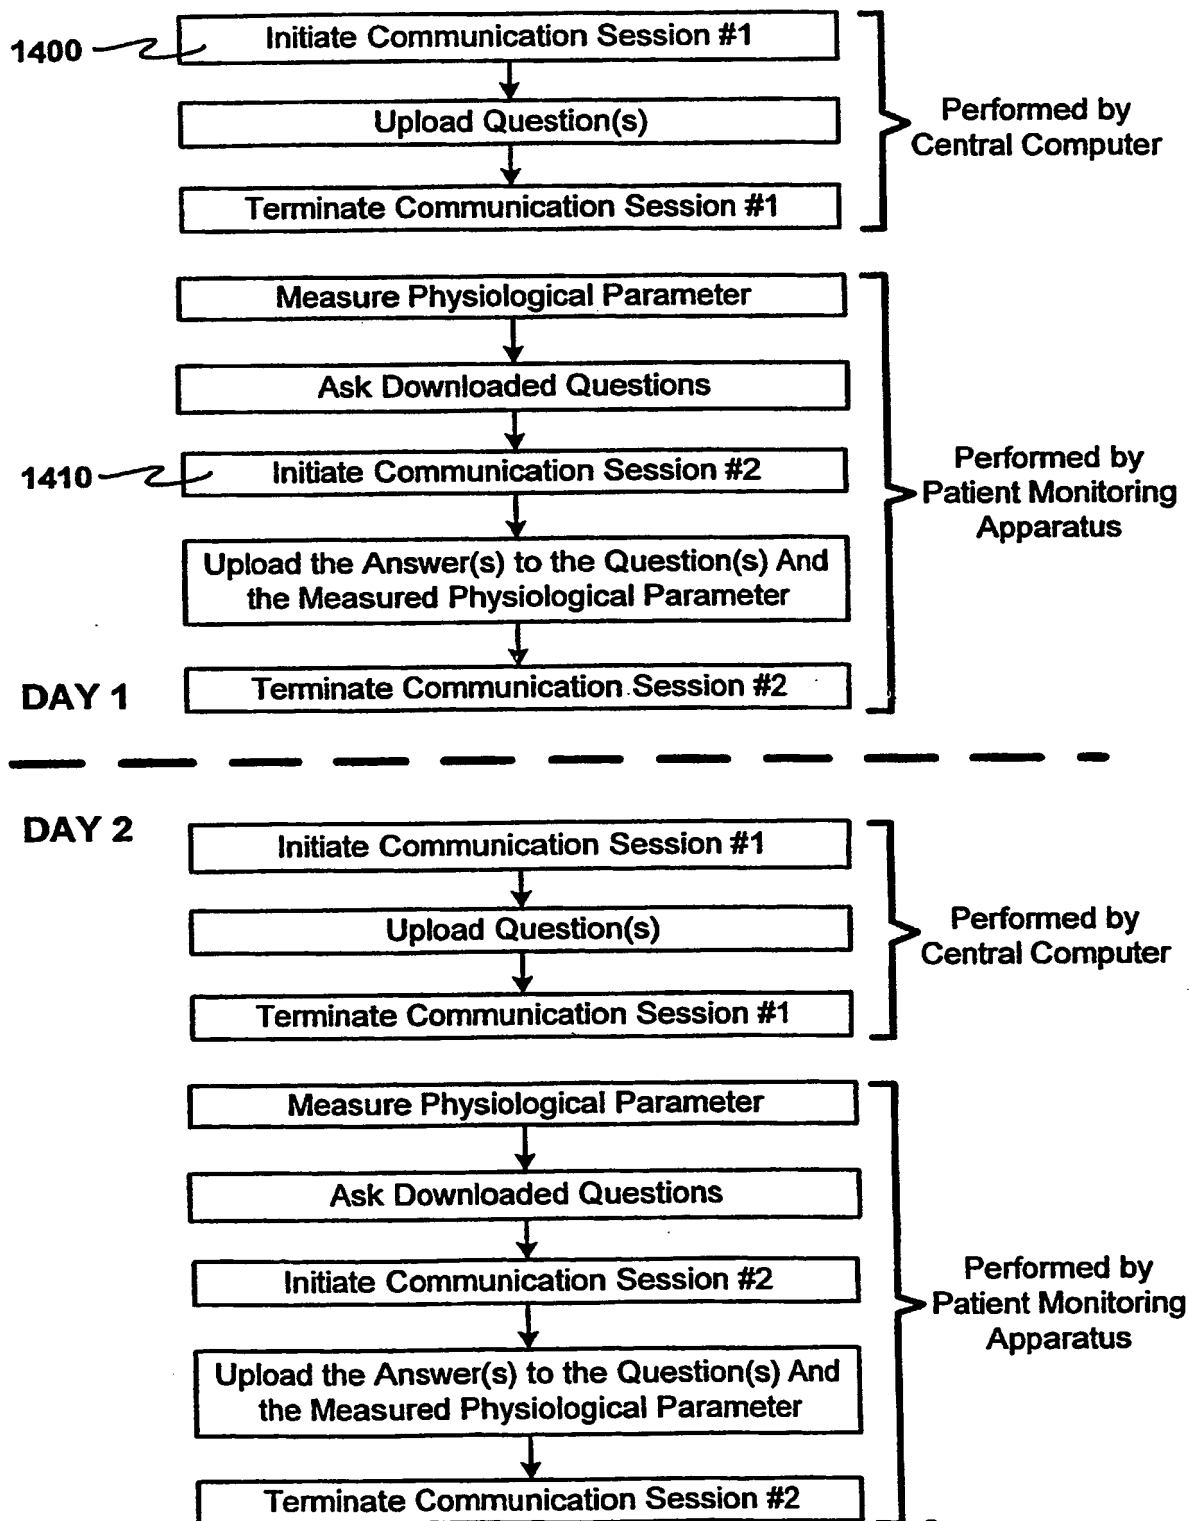 1400
Initiate Communication Session #1
Upload Question(s)
Terminate Communication Session #1
Performed by
Central Computer
Measure Physiological Parameter
Ask Downloaded Questions
1410
Initiate Communication Session #2
Upload the Answer(s) to the Question(s) And
the Measured Physiological Parameter
Terminate Communication Session #2
Performed by
Patient Monitoring
Apparatus
DAY 1
DAY 2
Initiate Communication Session #1
Upload Question(s)
Terminate Communication Session #1
Performed by
Central Computer
Measure Physiological Parameter
Ask Downloaded Questions
Initiate Communication Session #2
Upload the Answer(s) to the Question(s) And
the Measured Physiological Parameter
Terminate Communication Session #2
Performed by
Patient Monitoring
Apparatus